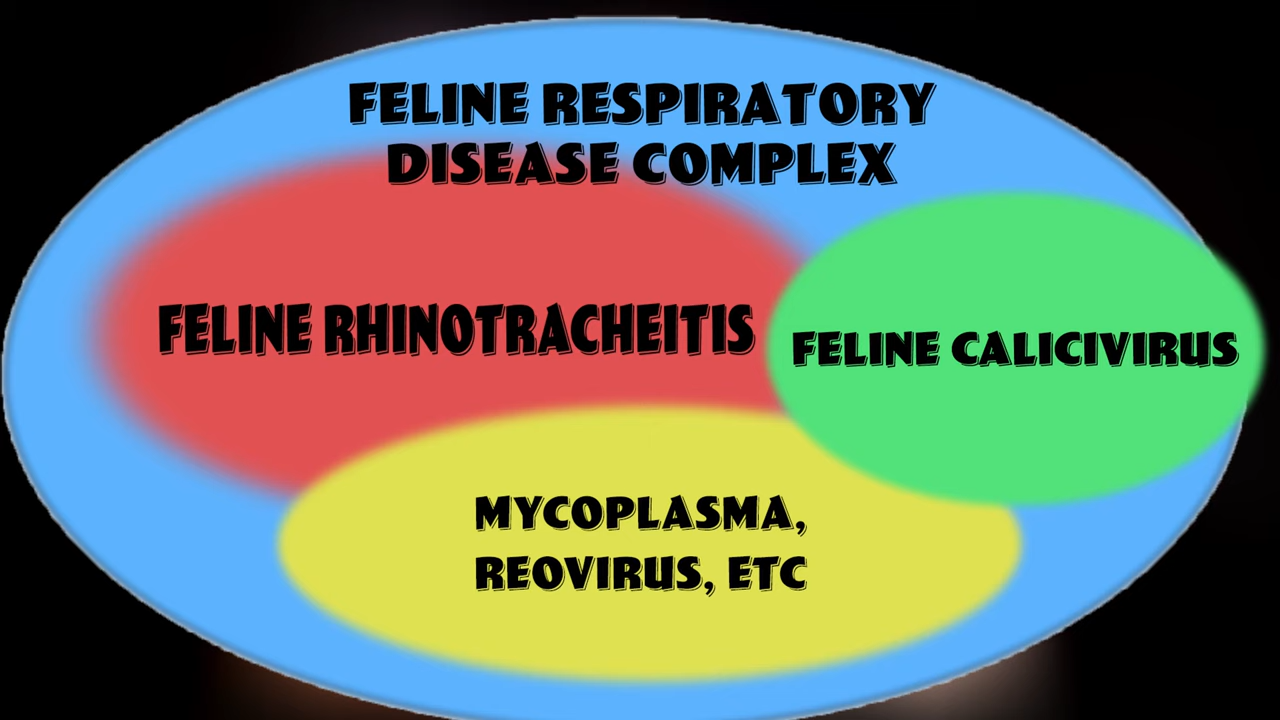 FELINE RESPIRATORY
DISEASE COMPLEX
FELINE RHINOTRACHEITIS
FELINE CALICIVIRUS
MYCOPLASMA,
REOVIRUS, ETC